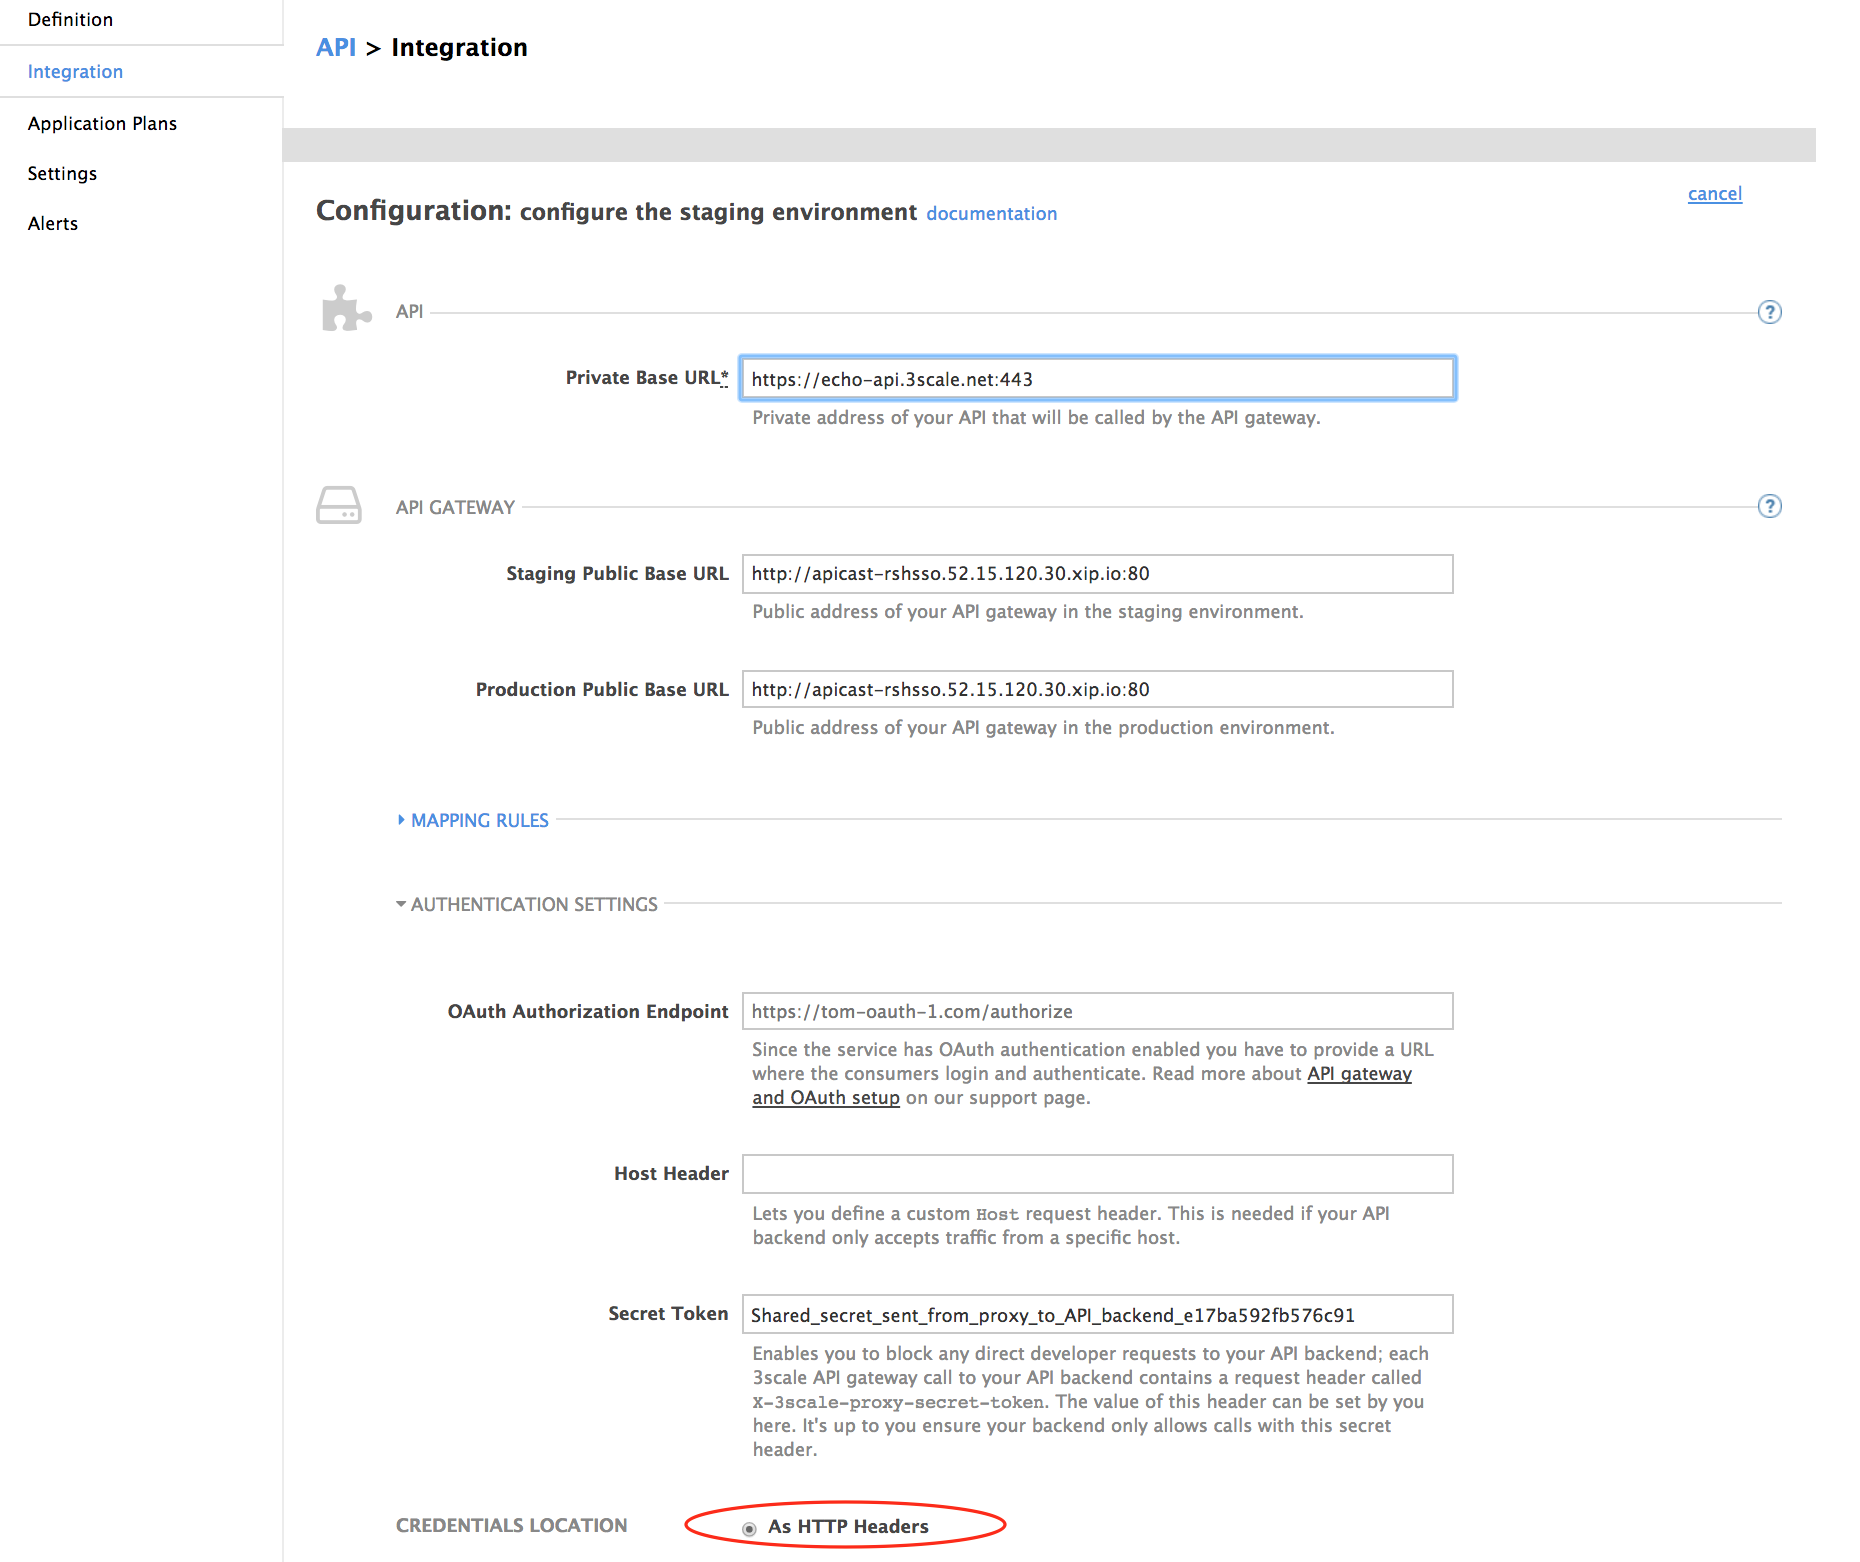 Definition
Integration
Application Plans
Settings
Alerts
API > Integration
cancel
Configuration: configure the staging environment documentation
API
?
Private Base URL* https://echo-api.3scale.net:443
Private address of your API that will be called by the API gateway.
API GATEWAY
?
Staging Public Base URL http://apicast-rshsso.52.15.120.30.xip.io:80
Public address of your API gateway in the staging environment.
Production Public Base URL http://apicast-rshsso.52.15.120.30.xip.io:80
Public address of your API gateway in the production environment.
MAPPING RULES
AUTHENTICATION SETTINGS
OAuth Authorization Endpoint https://tom-oauth-1.com/authorize
Since the service has OAuth authentication enabled you have to provide a URL
where the consumers login and authenticate. Read more about API gateway
and OAuth setup on our support page.
Host Header
Lets you define a custom Host request header. This is needed if your API
backend only accepts traffic from a specific host.
Secret Token Shared_secret_sent_from_proxy_to_API_backend_e17ba592fb576c91
Enables you to block any direct developer requests to your API backend; each
3scale API gateway call to your API backend contains a request header called
X-3scale-proxy-secret-token. The value of this header can be set by you
here. It's up to you ensure your backend only allows calls with this secret
header.
CREDENTIALS LOCATION As HTTP Headers